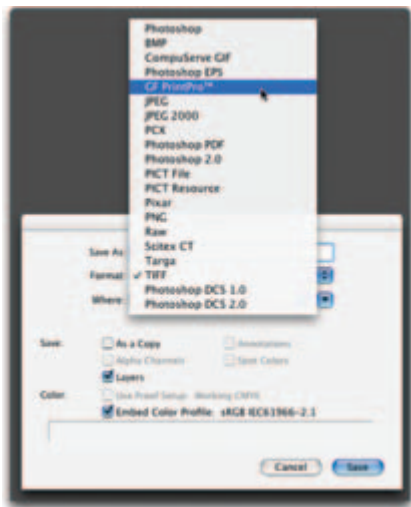 Photoshop
BMP
CompuServe GIF
Photoshop EPS
GF PrintPro™
JPEG
JPEG 2000
PCX
Photoshop PDF
Photoshop 2.0
PICT File
PICT Resource
Pixar
PNG
Raw
Scitex CT
Targa
✓ TIFF
Photoshop DCS 1.0
Photoshop DCS 2.0
Save As
Format:
Where:
Save: As a Copy Annotations
Alpha Channels Spot Colors
Layers
Color: Use Proof Setup: Working CMYK
Embed Color Profile: sRGB IEC61966-2.1
Cancel Save